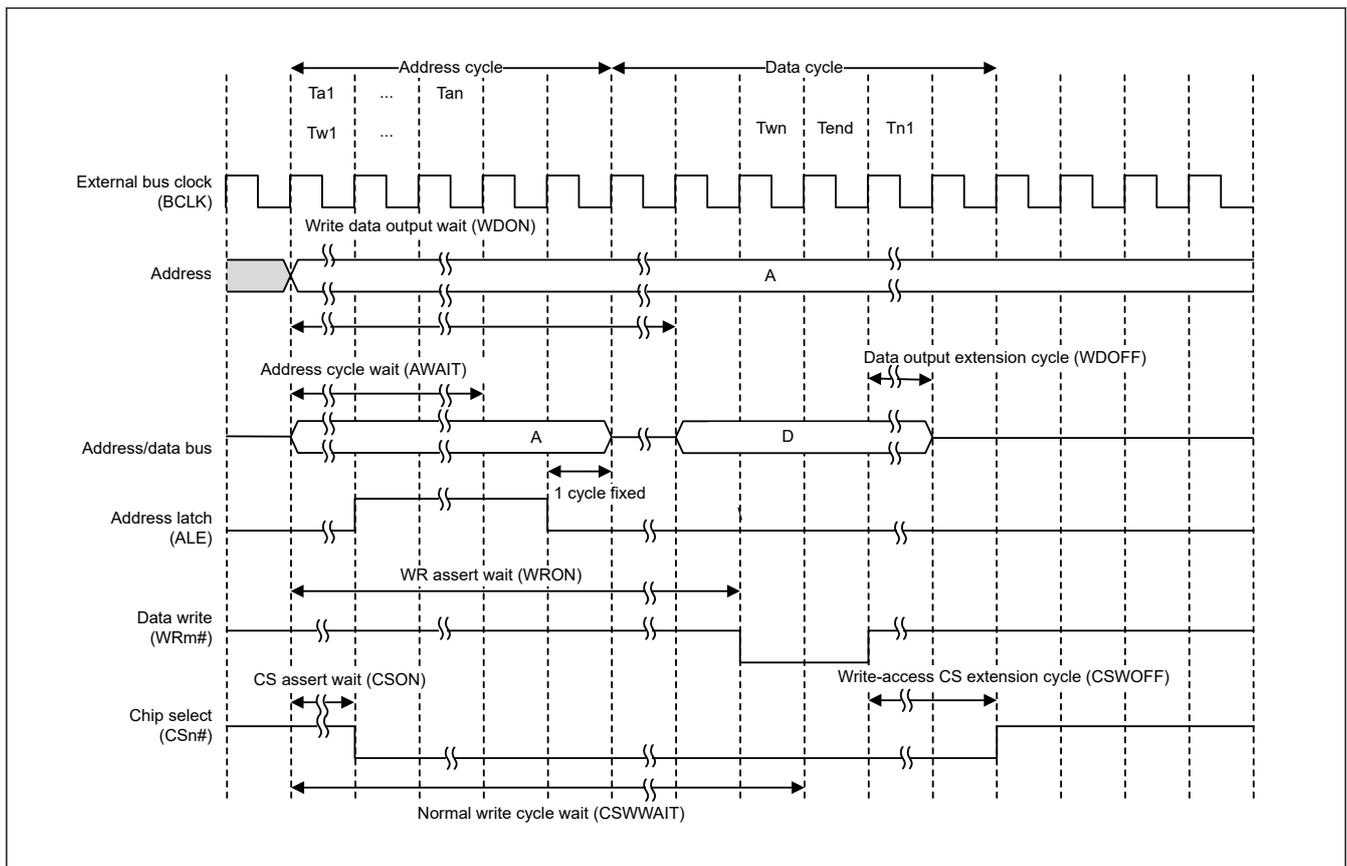 Address cycle Data cycle
Ta1 ... Tan
Tw1 ... Twn Tend Tn1
External bus clock
(BCLK)
Write data output wait (WDON)
Address A
Data output extension cycle (WDOFF)
Address cycle wait (AWAIT)
Address/data bus A D
1 cycle fixed
Address latch
(ALE)
WR assert wait (WRON)
Data write
(WRm#)
CS assert wait (CSON) Write-access CS extension cycle (CSWOFF)
Chip select
(CSn#)
Normal write cycle wait (CSWWAIT)